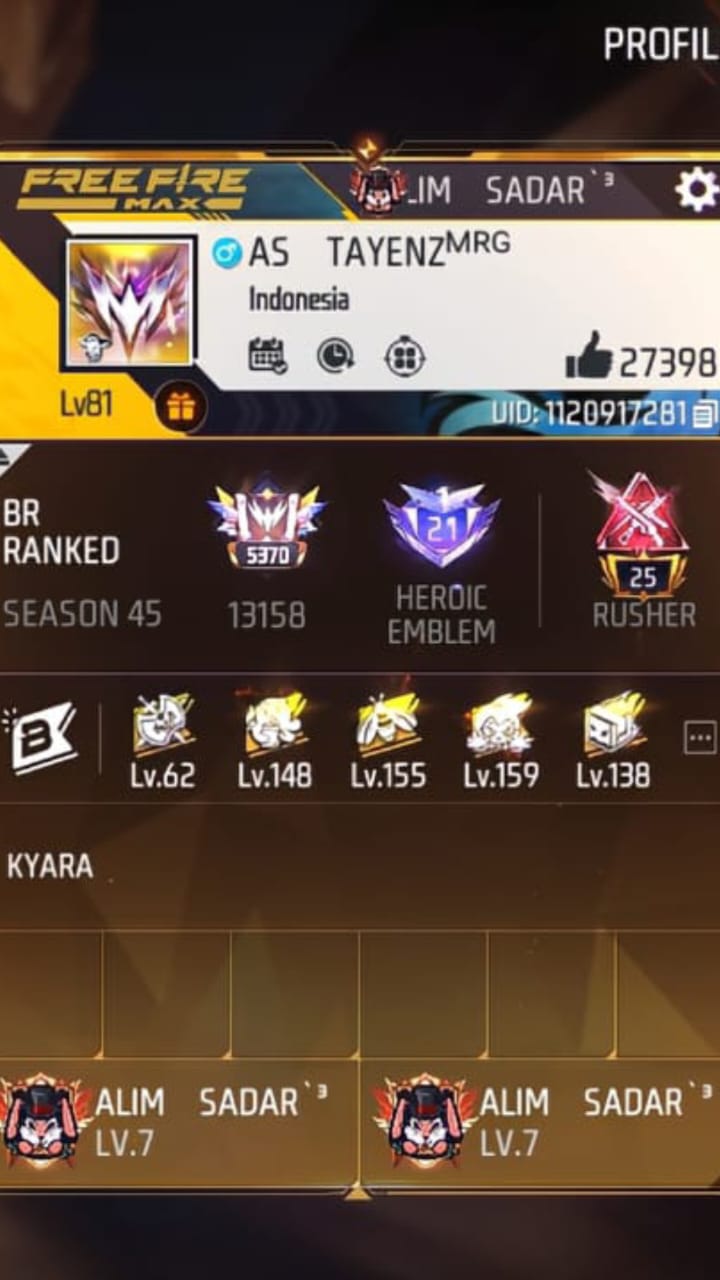 PROFIL
FREE FIRE
MAX
LIM SADAR`³
AS TAYENZᴹᴿᴳ
Indonesia
27398
Lv81
UID: 1120917281
BR
RANKED
SEASON 45
5370
13158
21
HEROIC
EMBLEM
25
RUSHER
B
Lv.62
Lv.148
Lv.155
Lv.159
Lv.138
KYARA
ALIM SADAR`³
LV.7
ALIM SADAR`³
LV.7